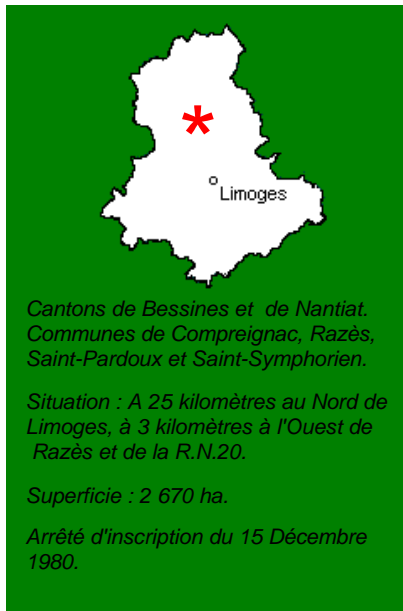 *
Limoges
Cantons de Bessines et de Nantiat.
Communes de Compreignac, Razès,
Saint-Pardoux et Saint-Symphorien.
Situation : A 25 kilomètres au Nord de
Limoges, à 3 kilomètres à l'Ouest de
Razès et de la R.N.20.
Superficie : 2 670 ha.
Arrêté d'inscription du 15 Décembre
1980.